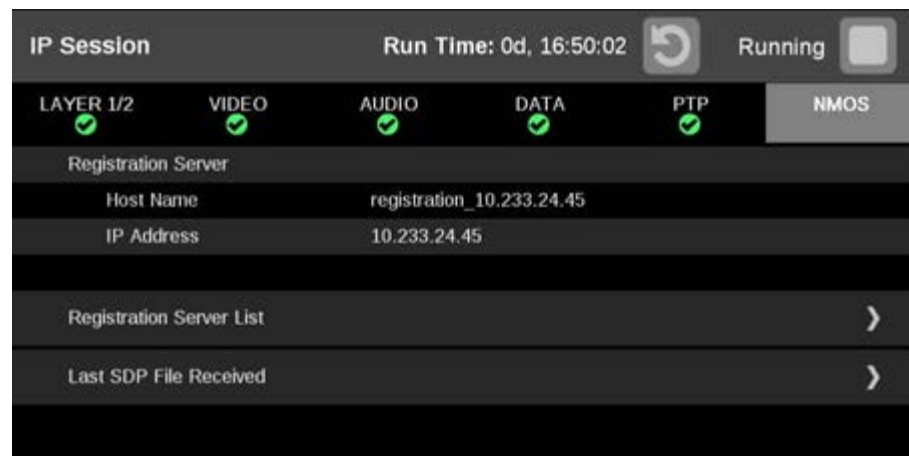 IP Session Run Time: 0d, 16:50:02 Running
LAYER 1/2 VIDEO AUDIO DATA PTP NMOS
Registration Server
Host Name registration_10.233.24.45
IP Address 10.233.24.45
Registration Server List
Last SDP File Received